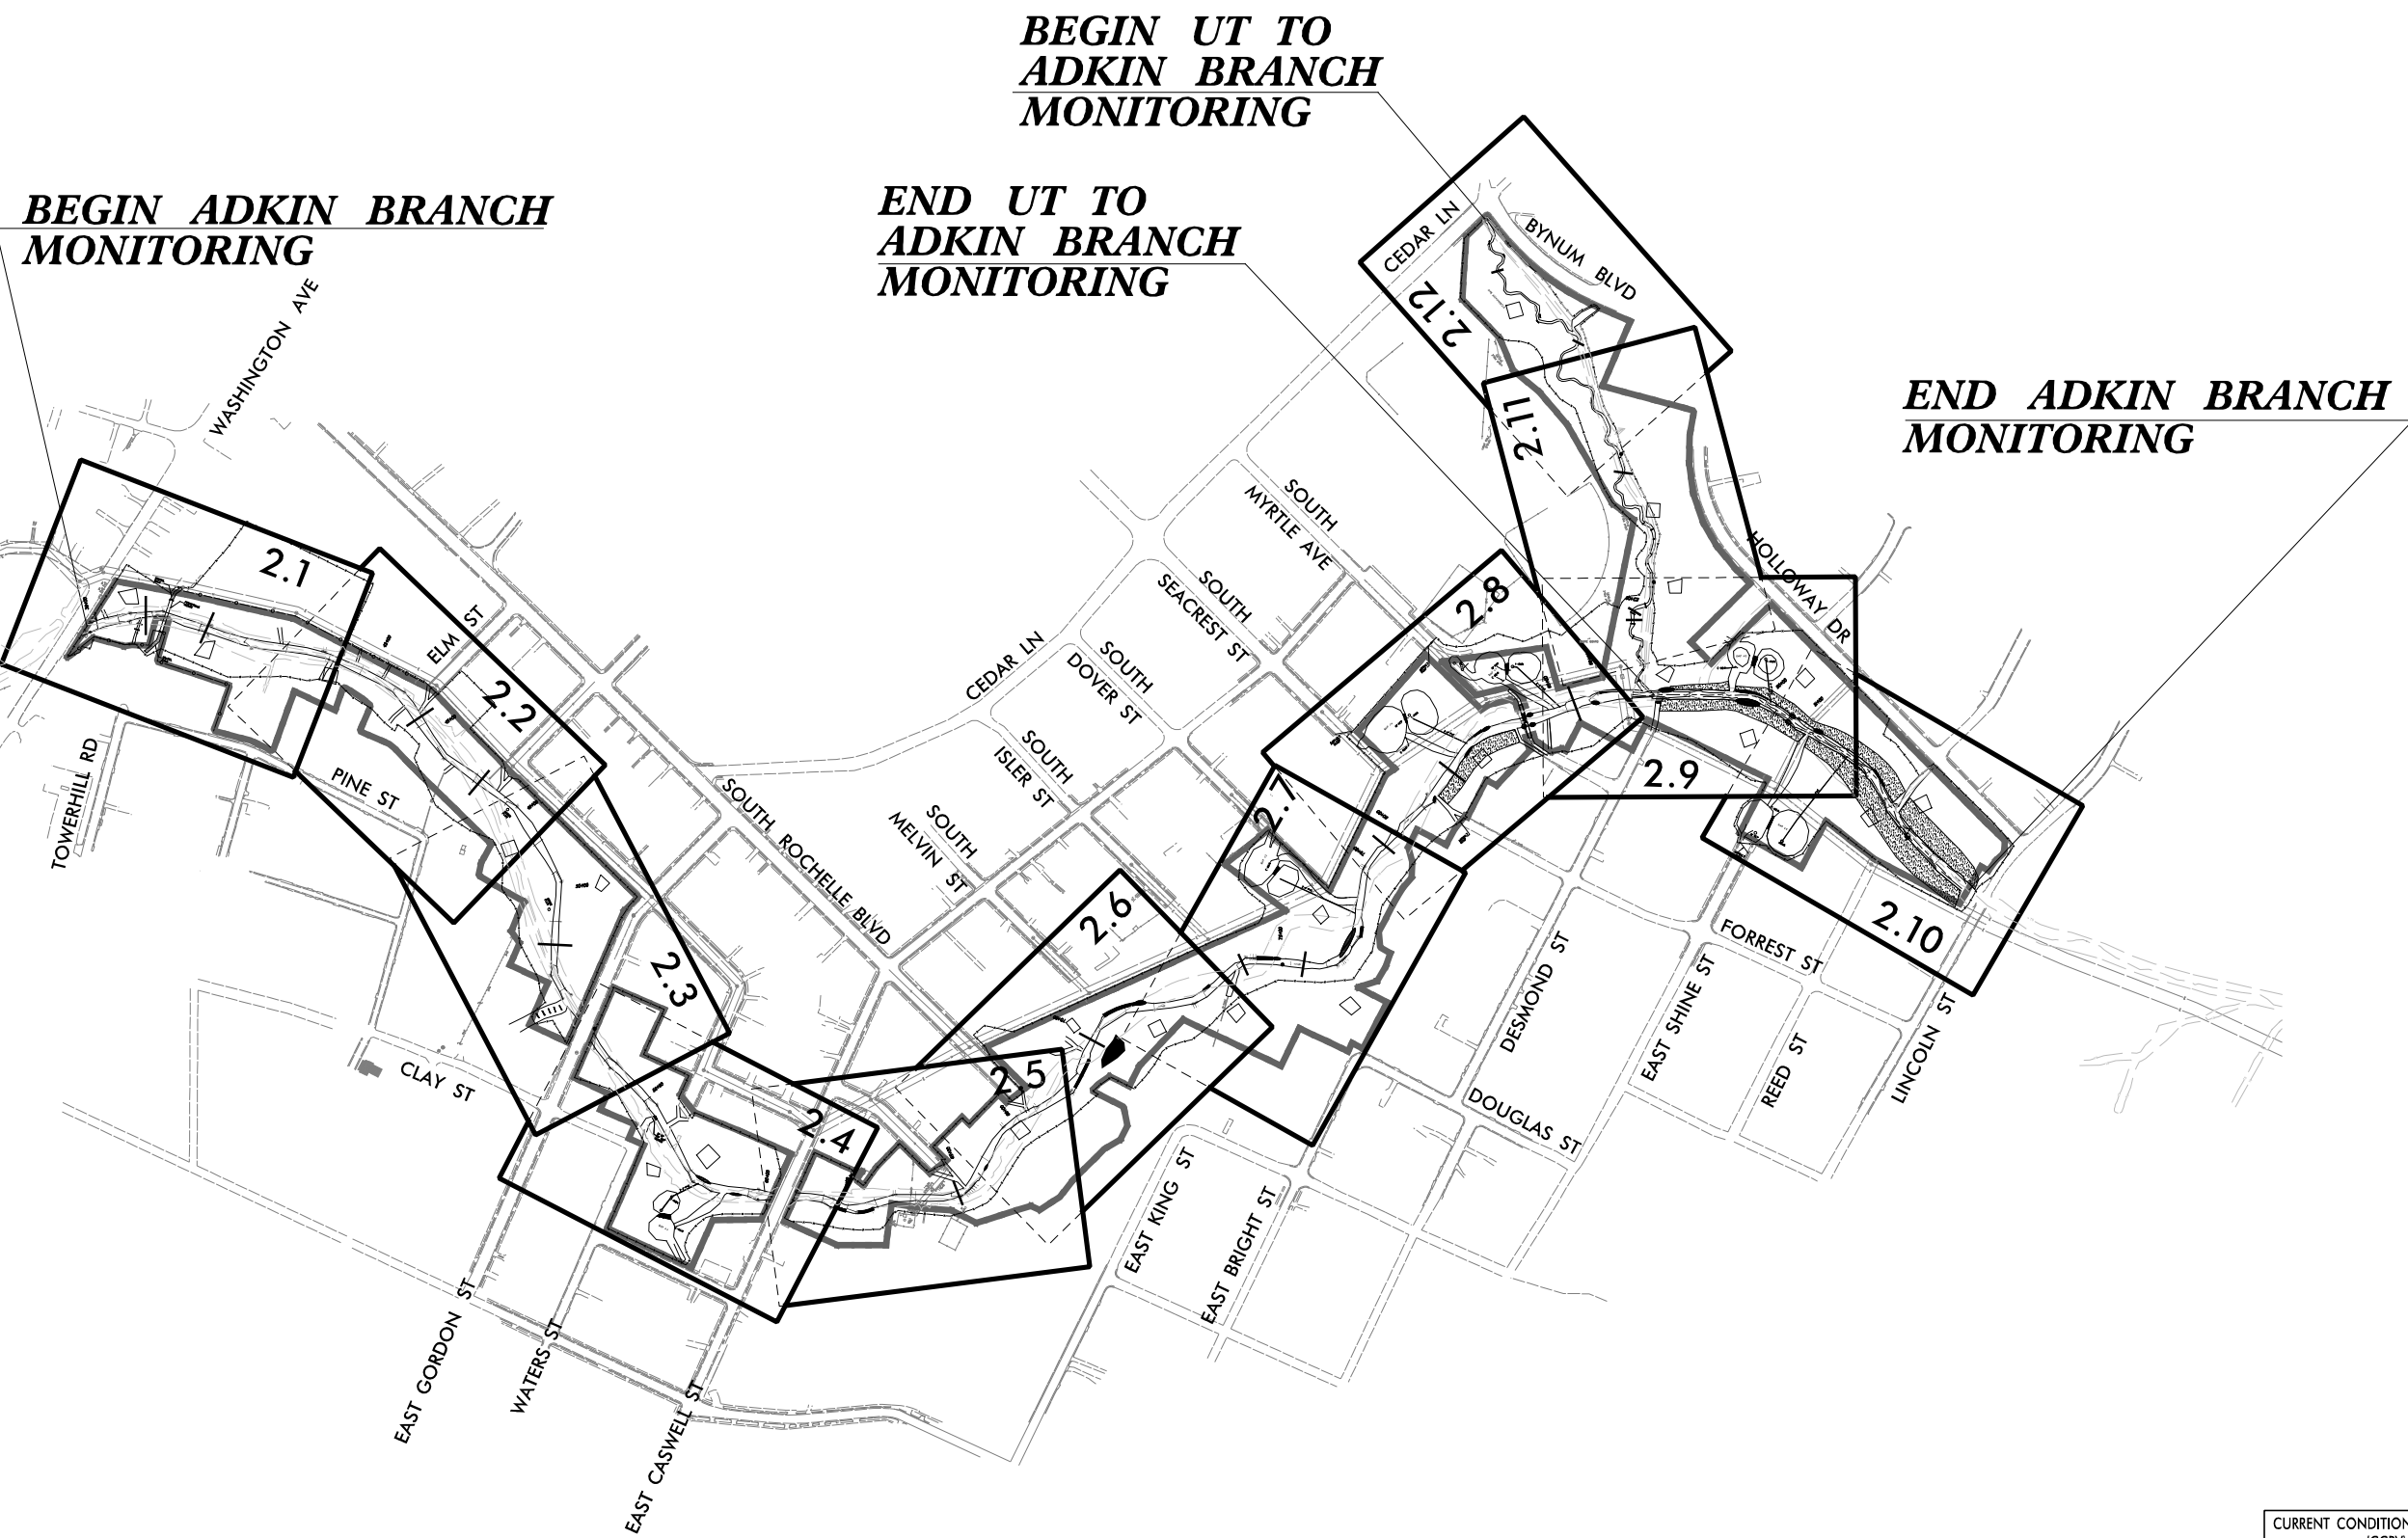 BEGIN UT TO
ADKIN BRANCH
MONITORING
END UT TO
ADKIN BRANCH
MONITORING
BEGIN ADKIN BRANCH
MONITORING
END ADKIN BRANCH
MONITORING
WASHINGTON AVE
CEDAR LN
BYNUM BLVD
2.12
2.11
2.1
ELM ST
2.2
SOUTH
MYRTLE AVE
SOUTH
SEACREST ST
SOUTH
DOVER ST
CEDAR LN
SOUTH
ISLER ST
SOUTH
MELVIN ST
2.8
HOLLOWAY DR
2.9
2.7
TOWERHILL RD
PINE ST
SOUTH ROCHELLE BLVD
2.6
2.3
2.10
FORREST ST
DESMOND ST
EAST SHINE ST
REED ST
LINCOLN ST
CLAY ST
2.5
2.4
DOUGLAS ST
EAST KING ST
EAST BRIGHT ST
EAST GORDON ST
WATERS ST
EAST CASWELL ST
CURRENT CONDITION